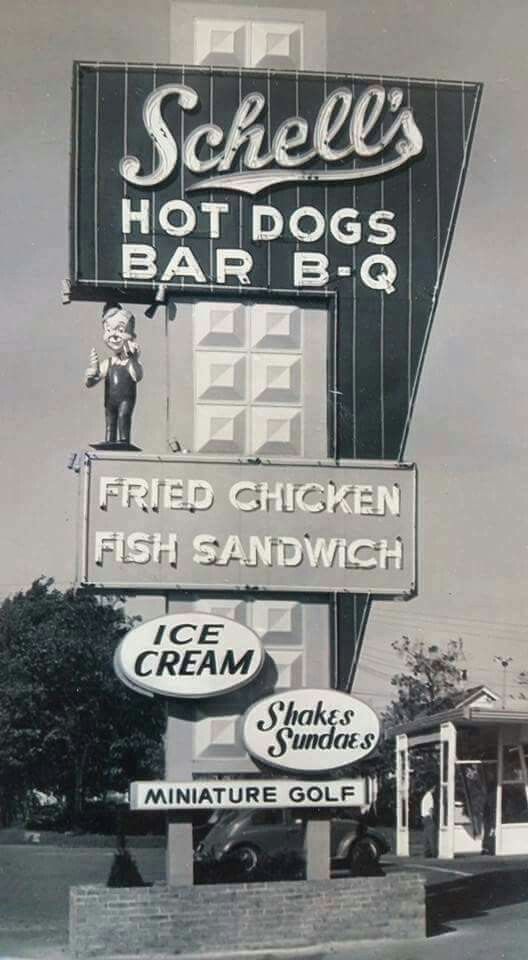 Schell's
HOT DOGS
BAR B-Q
FRIED CHICKEN
FISH SANDWICH
ICE
CREAM
Shakes
Sundaes
MINIATURE GOLF